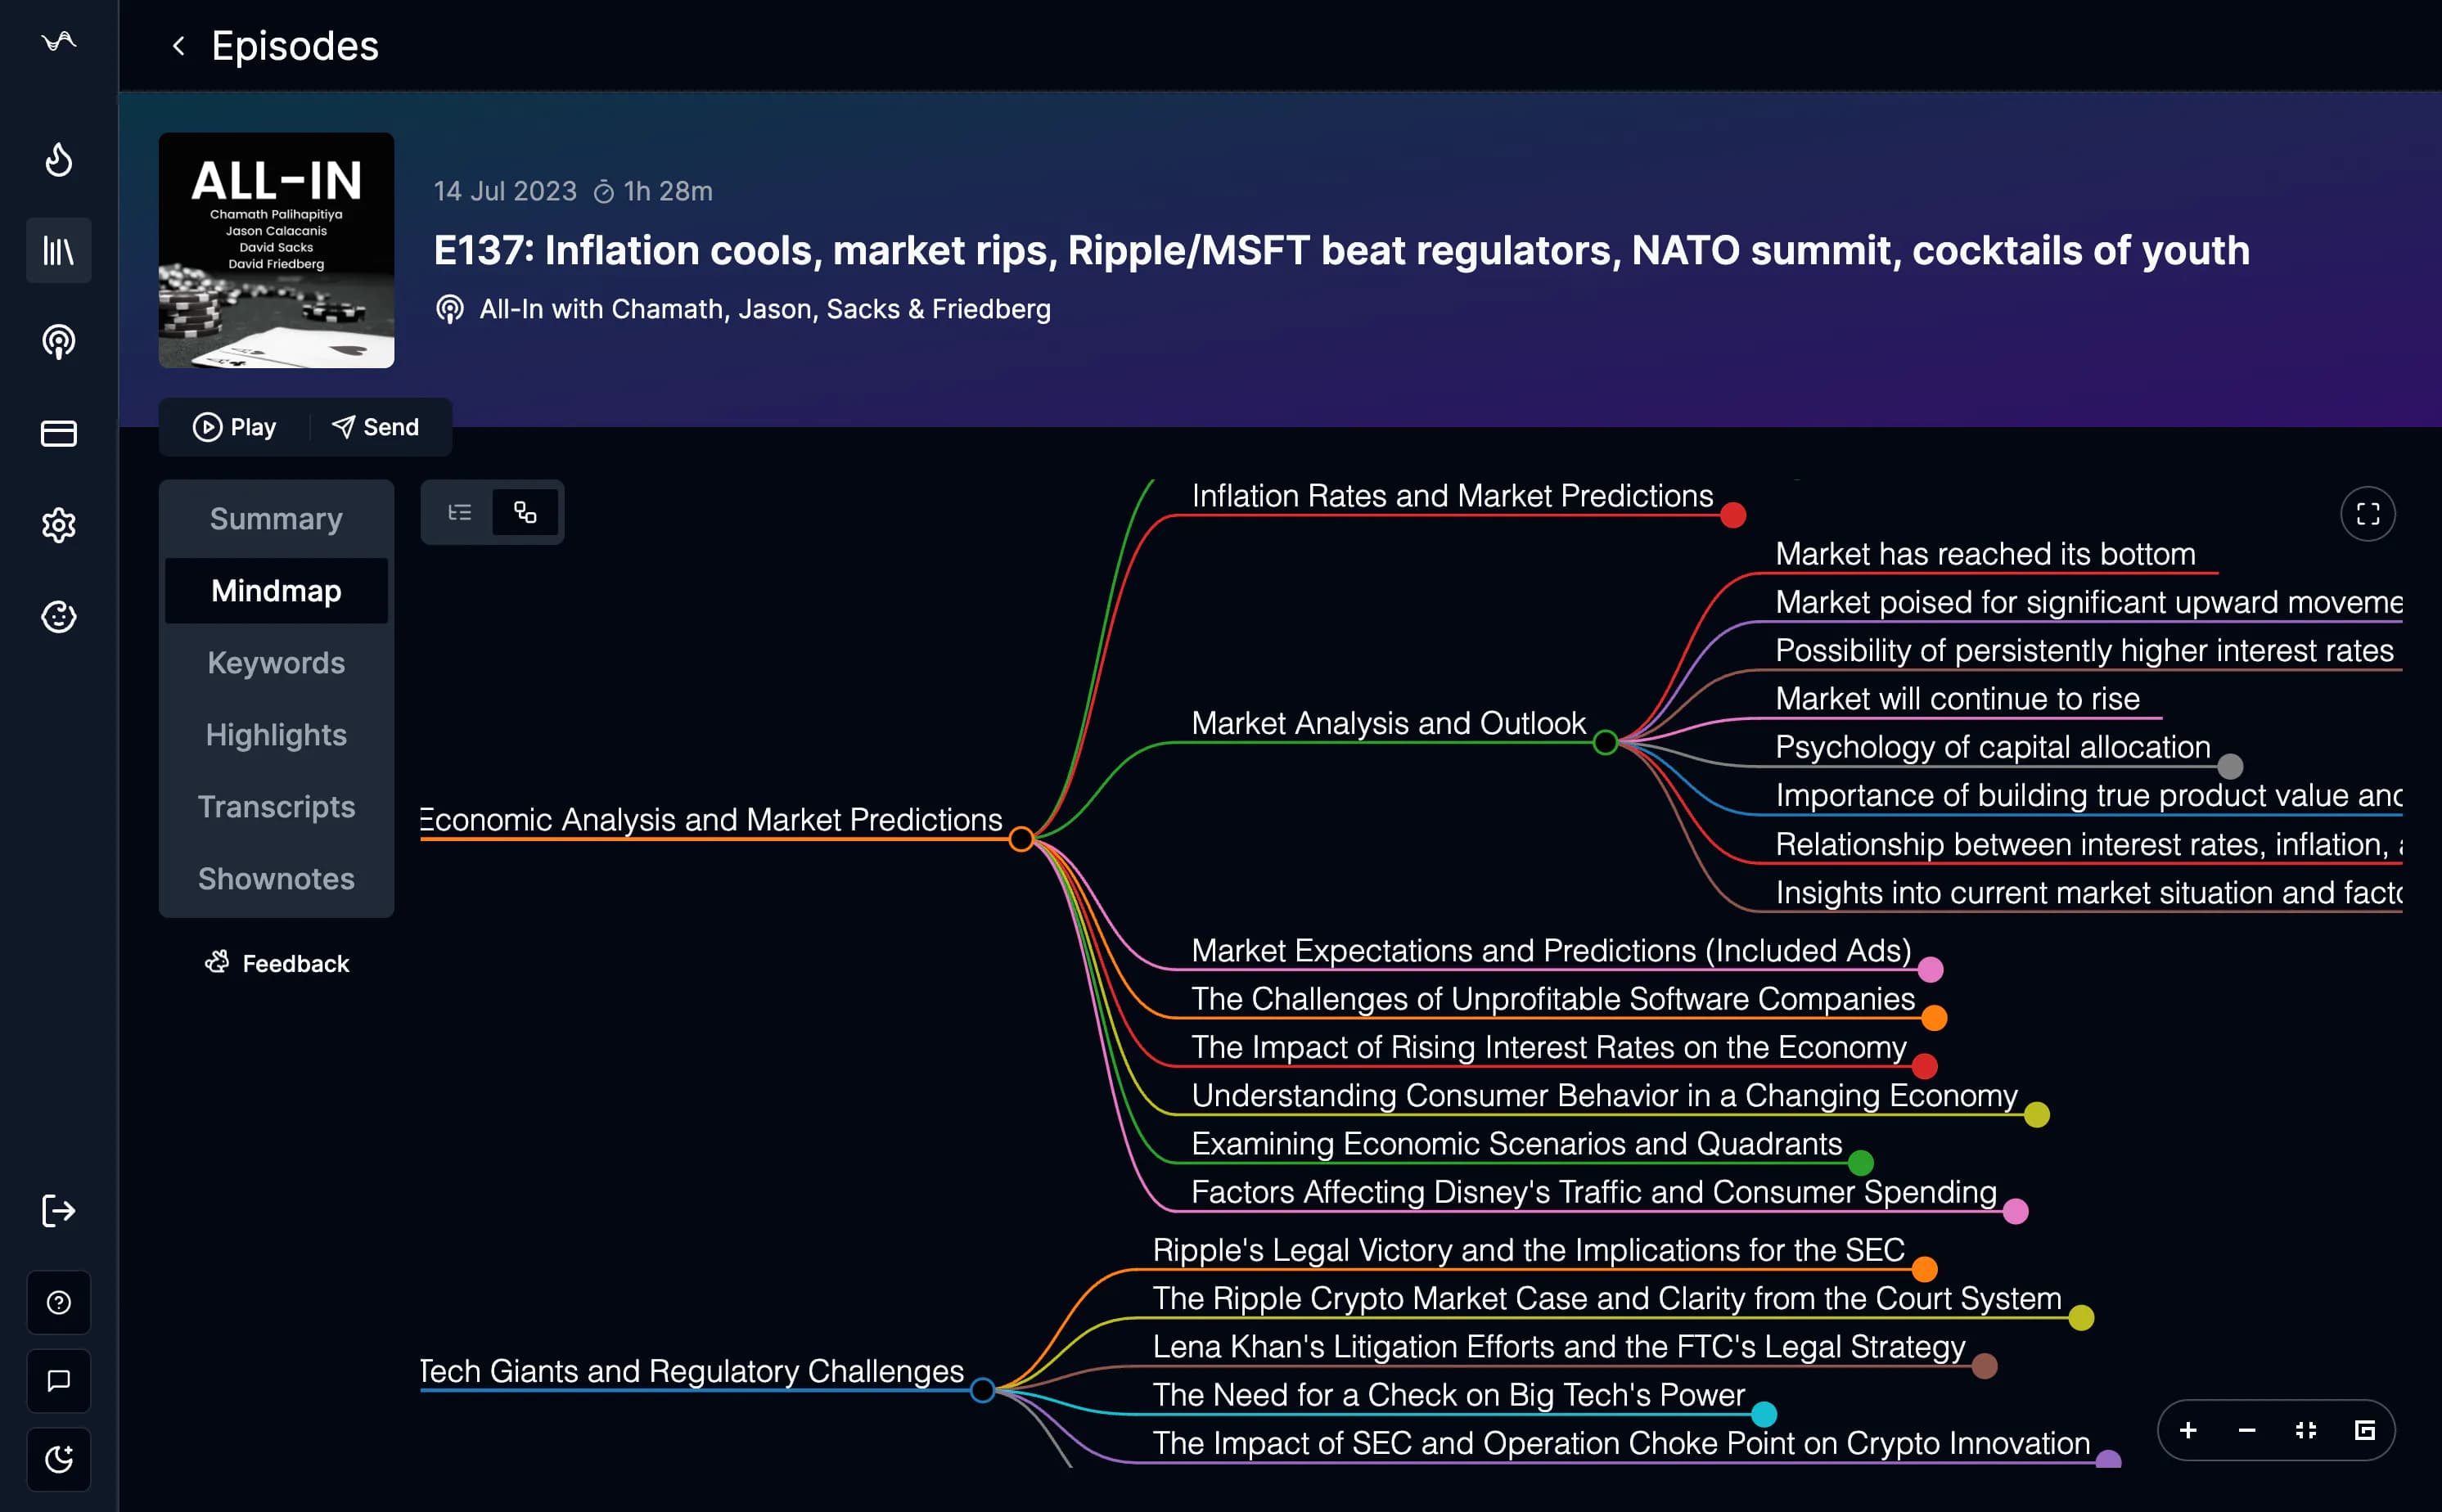 Episodes
ALL-IN
Chamath Palihapitiya
Jason Calacanis
David Sacks
David Friedberg
14 Jul 2023 1h 28m
E137: Inflation cools, market rips, Ripple/MSFT beat regulators, NATO summit, cocktails of youth
All-In with Chamath, Jason, Sacks & Friedberg
Play
Send
Summary
Mindmap
Keywords
Highlights
Transcripts
Shownotes
Feedback
Inflation Rates and Market Predictions
Market has reached its bottom
Market poised for significant upward moveme
Possibility of persistently higher interest rates
Market Analysis and Outlook
Market will continue to rise
Psychology of capital allocation
Importance of building true product value and
Economic Analysis and Market Predictions
Relationship between interest rates, inflation,
Insights into current market situation and facto
Market Expectations and Predictions (Included Ads)
The Challenges of Unprofitable Software Companies
The Impact of Rising Interest Rates on the Economy
Understanding Consumer Behavior in a Changing Economy
Examining Economic Scenarios and Quadrants
Factors Affecting Disney's Traffic and Consumer Spending
Ripple's Legal Victory and the Implications for the SEC
The Ripple Crypto Market Case and Clarity from the Court System
Lena Khan's Litigation Efforts and the FTC's Legal Strategy
Tech Giants and Regulatory Challenges
The Need for a Check on Big Tech's Power
The Impact of SEC and Operation Choke Point on Crypto Innovation